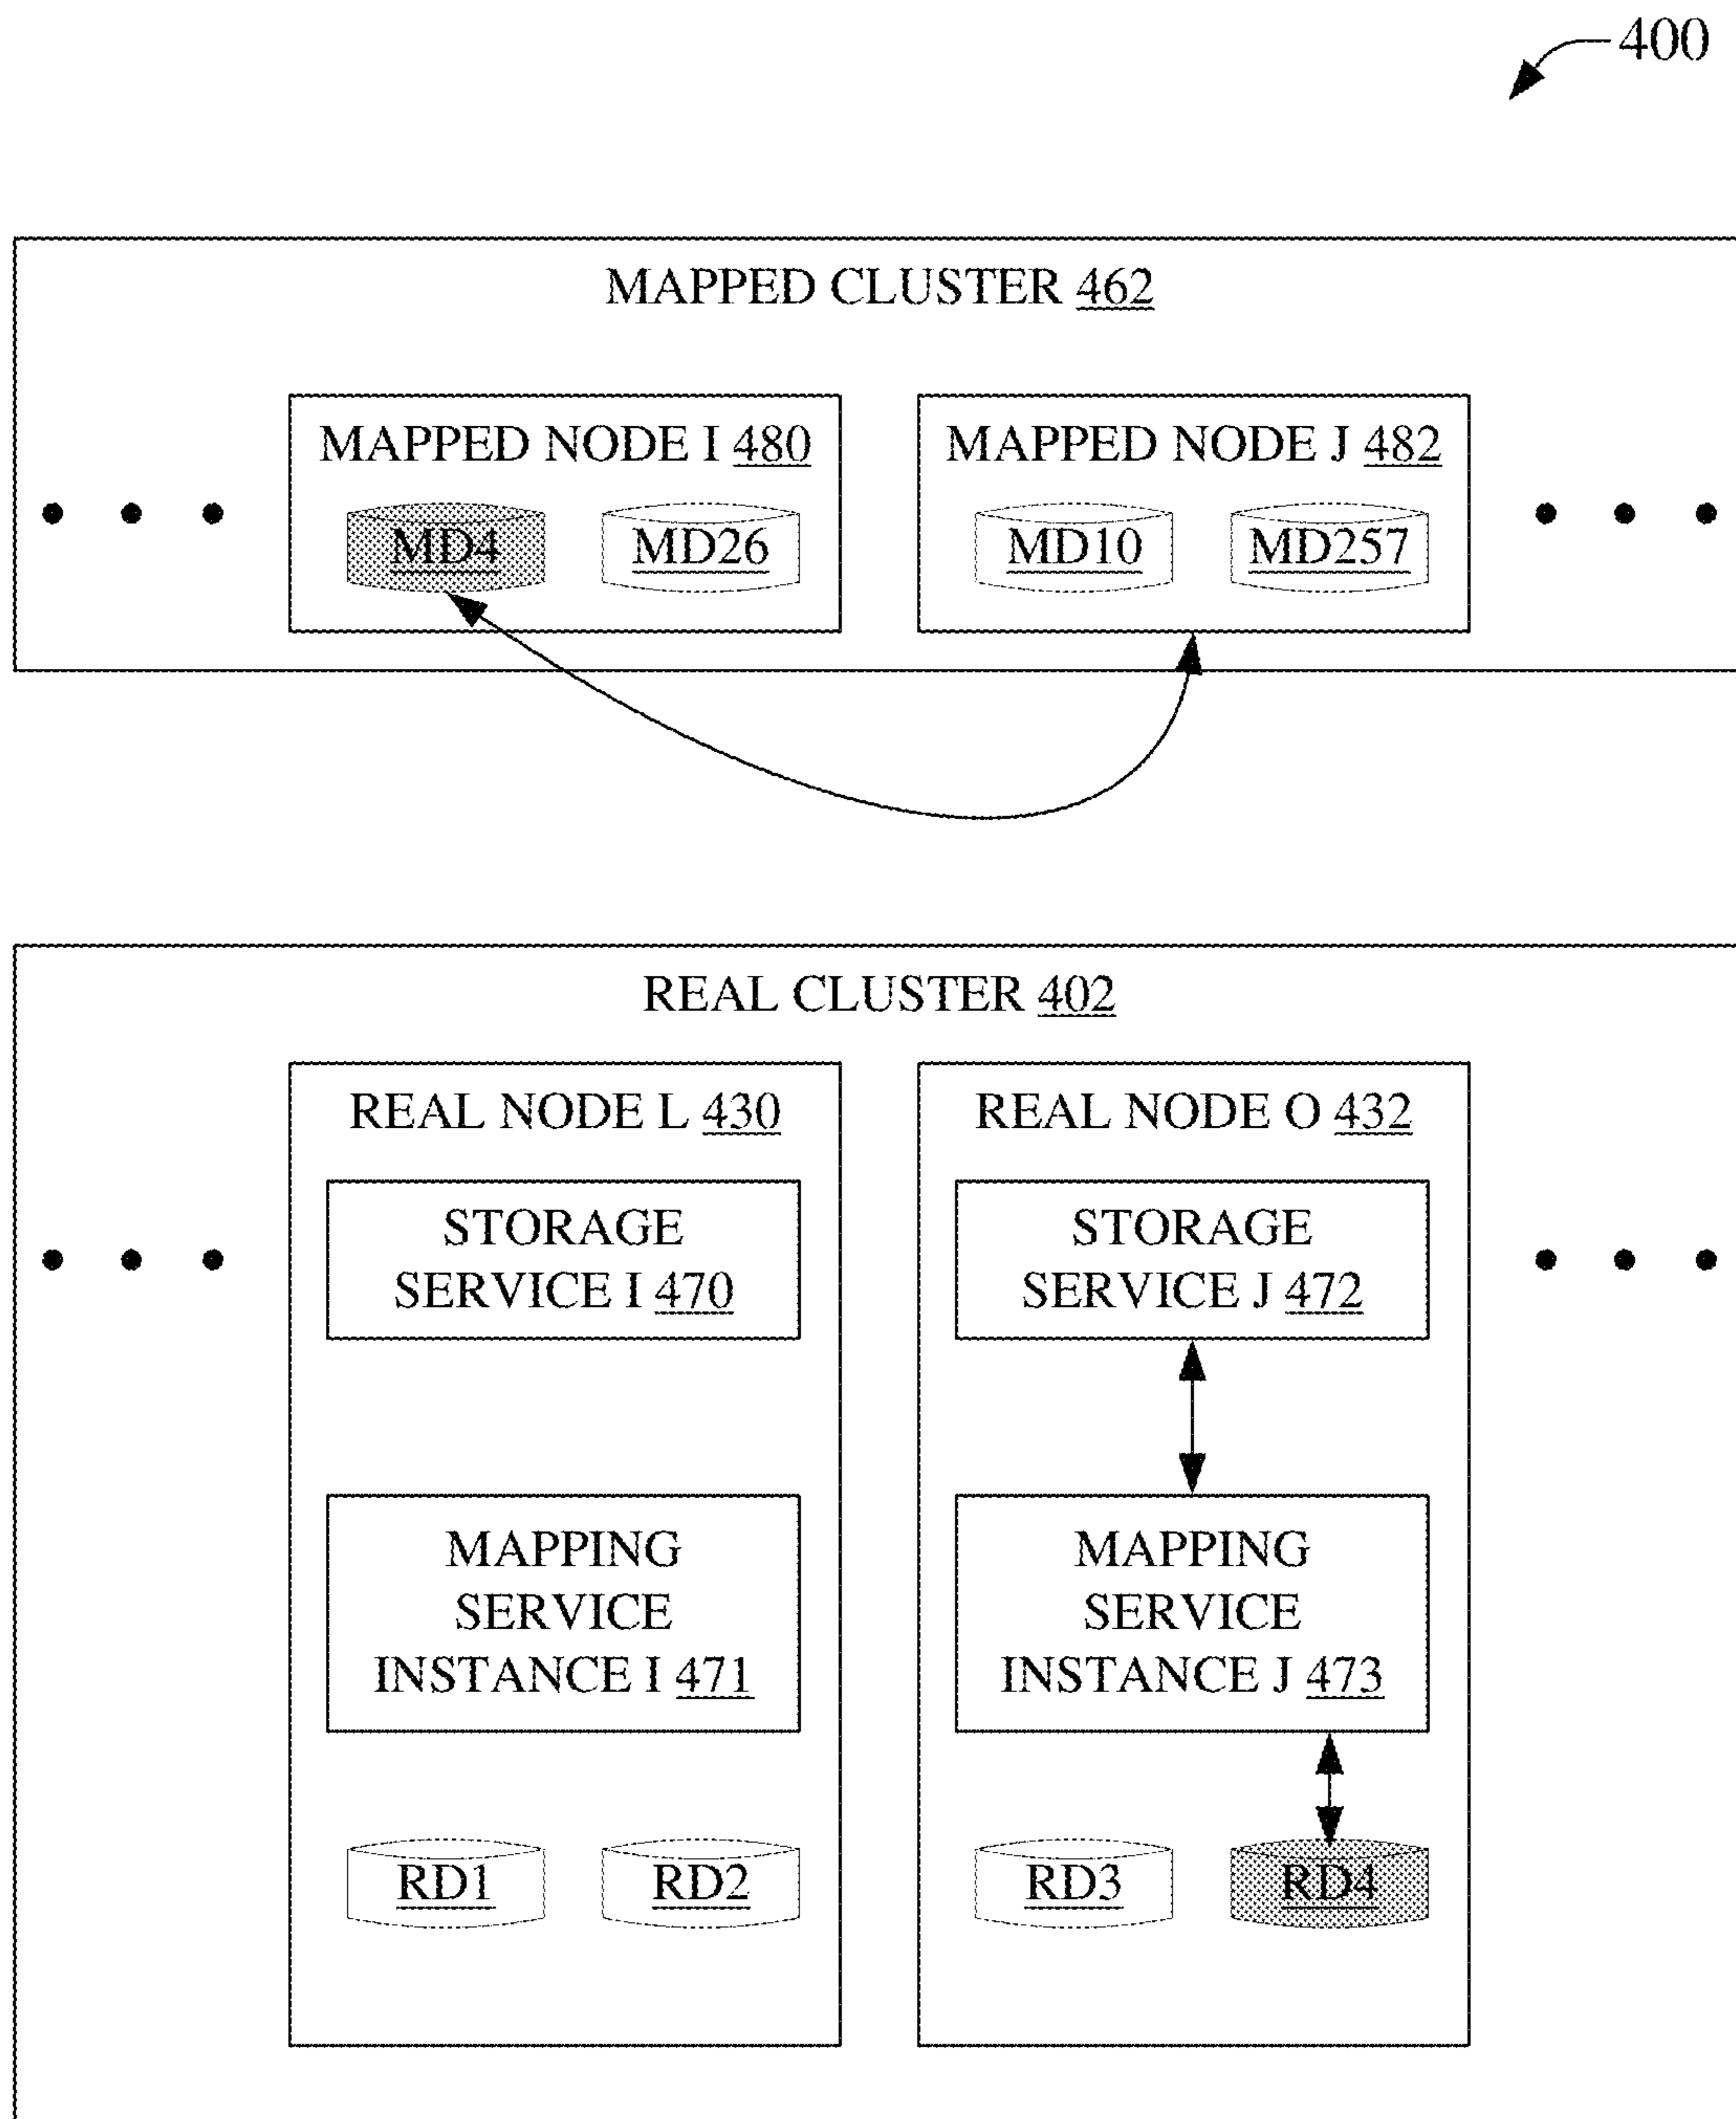 400
MAPPED CLUSTER 462
MAPPED NODE I 480
MD4
MD26
MAPPED NODE J 482
MD10
MD257
REAL CLUSTER 402
REAL NODE L 430
STORAGE
SERVICE I 470
MAPPING
SERVICE
INSTANCE I 471
RD1
RD2
REAL NODE O 432
STORAGE
SERVICE J 472
MAPPING
SERVICE
INSTANCE J 473
RD3
RD4